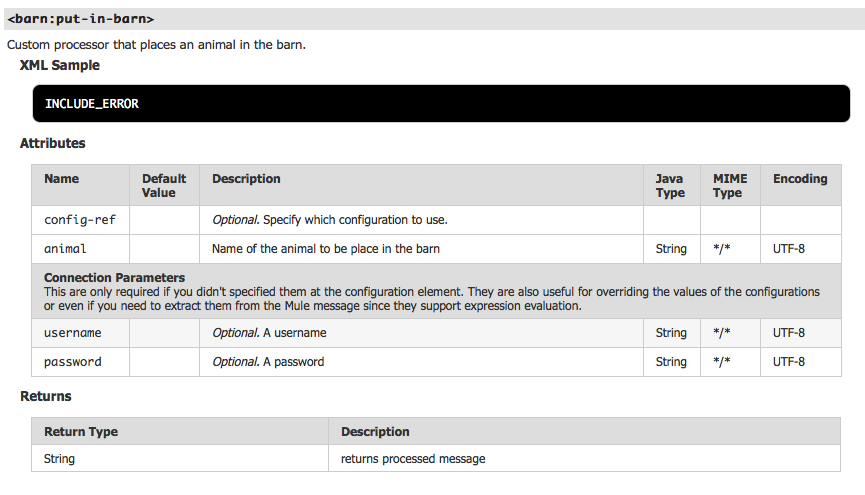 <barn:put-in-barn>
Custom processor that places an animal in the barn.
XML Sample
INCLUDE_ERROR
Attributes
Name Default Value Description Java Type MIME Type Encoding
config-ref Optional. Specify which configuration to use.
animal Name of the animal to be place in the barn String */* UTF-8
Connection Parameters
This are only required if you didn't specified them at the configuration element. They are also useful for overriding the values of the configurations
or even if you need to extract them from the Mule message since they support expression evaluation.
username Optional. A username String */* UTF-8
password Optional. A password String */* UTF-8
Returns
Return Type Description
String returns processed message